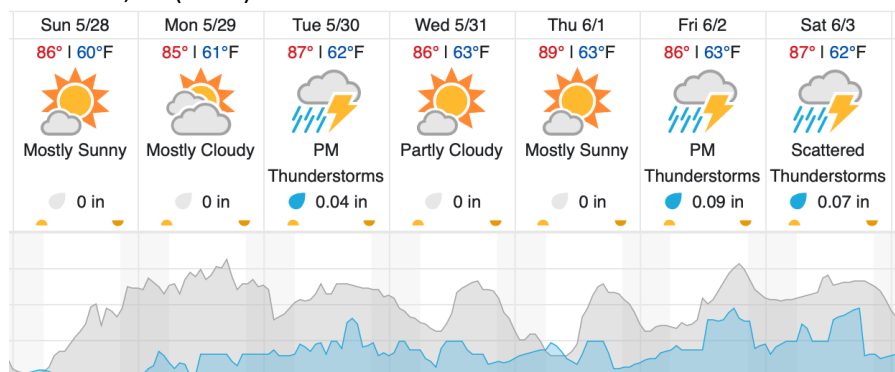 Sun 5/28 Mon 5/29 Tue 5/30 Wed 5/31 Thu 6/1 Fri 6/2 Sat 6/3
86° | 60°F 85° | 61°F 87° | 62°F 86° | 63°F 89° | 63°F 86° | 63°F 87° | 62°F
Mostly Sunny Mostly Cloudy PM Partly Cloudy Mostly Sunny PM Scattered
Thunderstorms Thunderstorms Thunderstorms
0 in 0 in 0.04 in 0 in 0 in 0.09 in 0.07 in